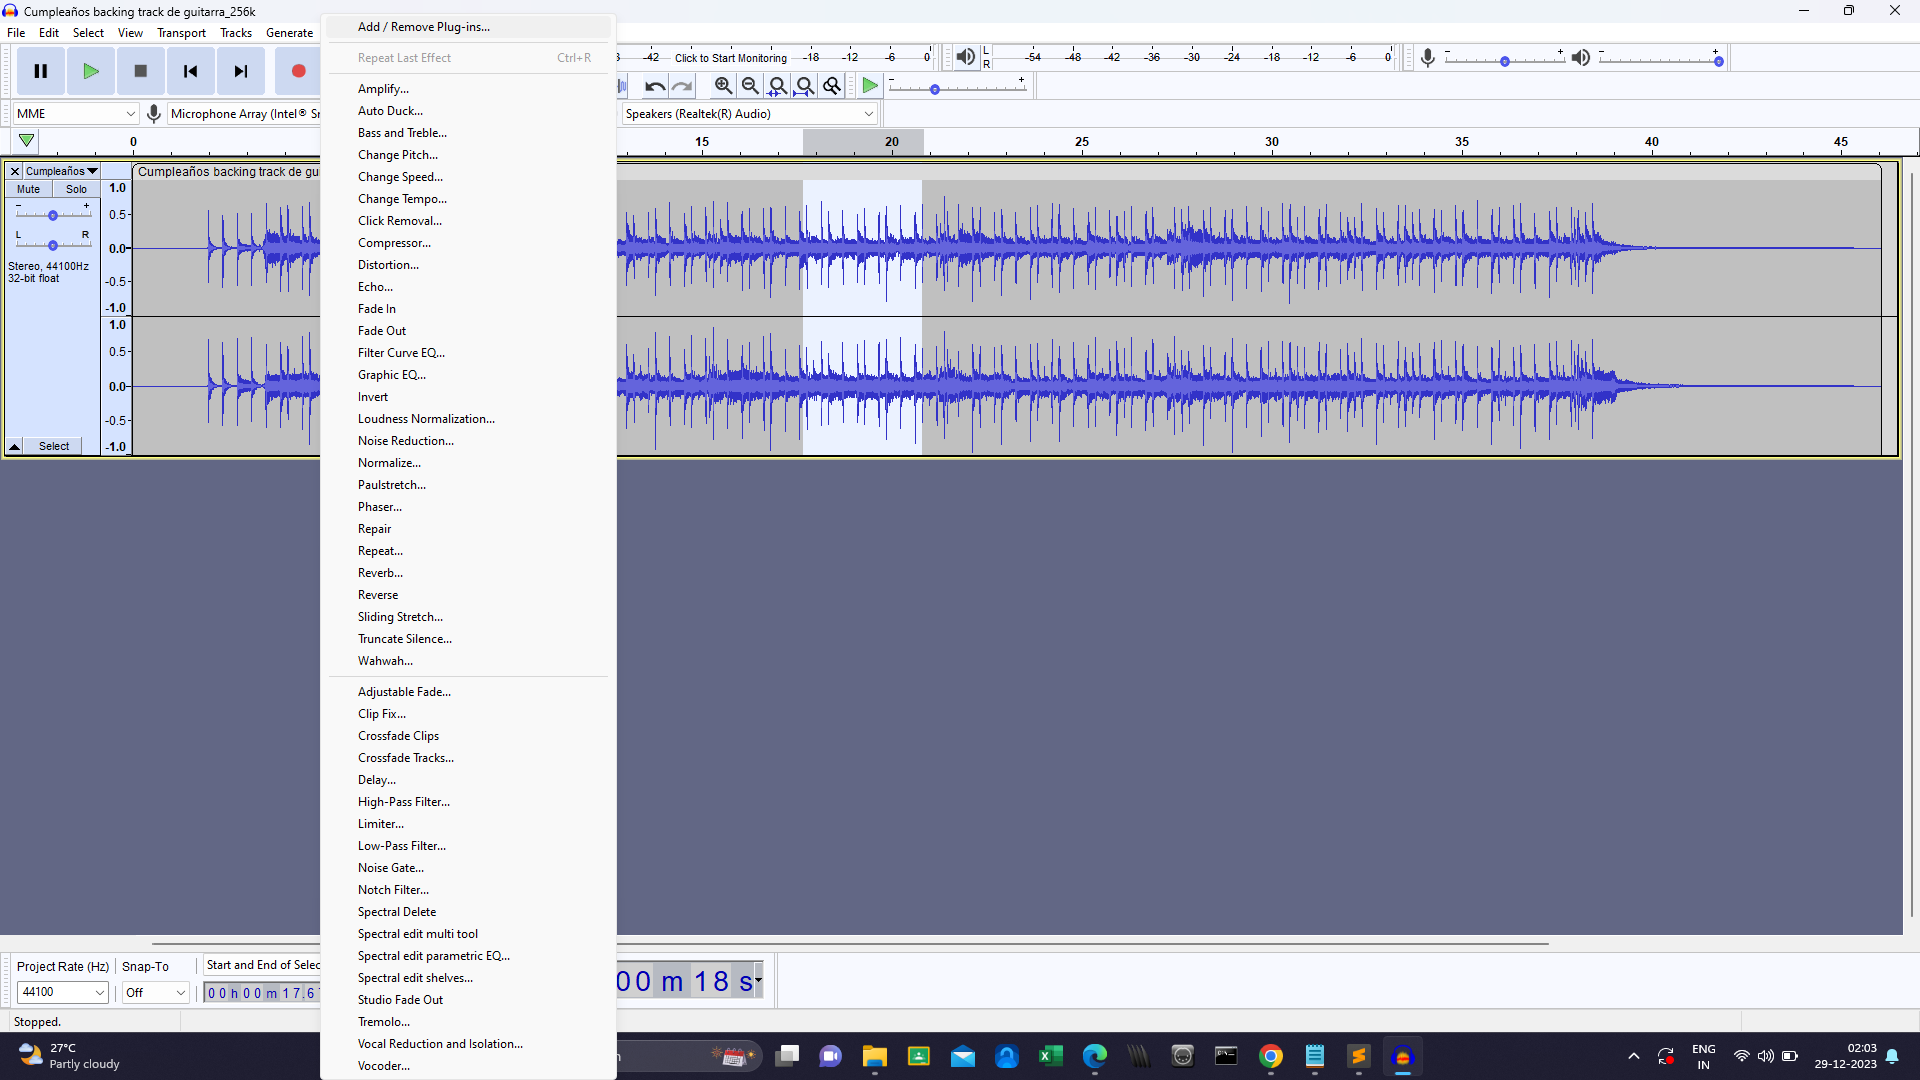 Cumpleaños backing track de guitarra_256k
File Edit Select View Transport Tracks Generate
Add / Remove Plug-ins...
Repeat Last Effect Ctrl+R
Amplify...
Auto Duck...
Bass and Treble...
Change Pitch...
Change Speed...
Change Tempo...
Click Removal...
Compressor...
Distortion...
Echo...
Fade In
Fade Out
Filter Curve EQ...
Graphic EQ...
Invert
Loudness Normalization...
Noise Reduction...
Normalize...
Paulstretch...
Phaser...
Repair
Repeat...
Reverb...
Reverse
Sliding Stretch...
Truncate Silence...
Wahwah...
Adjustable Fade...
Clip Fix...
Crossfade Clips
Crossfade Tracks...
Delay...
High-Pass Filter...
Limiter...
Low-Pass Filter...
Noise Gate...
Notch Filter...
Spectral Delete
Spectral edit multi tool
Spectral edit parametric EQ...
Spectral edit shelves...
Studio Fade Out
Tremolo...
Vocal Reduction and Isolation...
Vocoder...
-42 Click to Start Monitoring -18 -12 -6 0
L
R
-54 -48 -42 -36 -30 -24 -18 -12 -6 0
MME
Microphone Array (Intel® Sr
Speakers (Realtek(R) Audio)
0 15 20 25 30 35 40 45
Cumpleaños
Cumpleaños backing track de gu
Mute Solo
L R
Stereo, 44100Hz
32-bit float
Select
1.0
0.5
0.0
-0.5
-1.0
1.0
0.5
0.0
-0.5
-1.0
Project Rate (Hz) Snap-To
Start and End of Selec
44100 Off
00 h 00 m 17.6
00 m 18 s
Stopped.
27°C
Partly cloudy
ENG
IN
02:03
29-12-2023